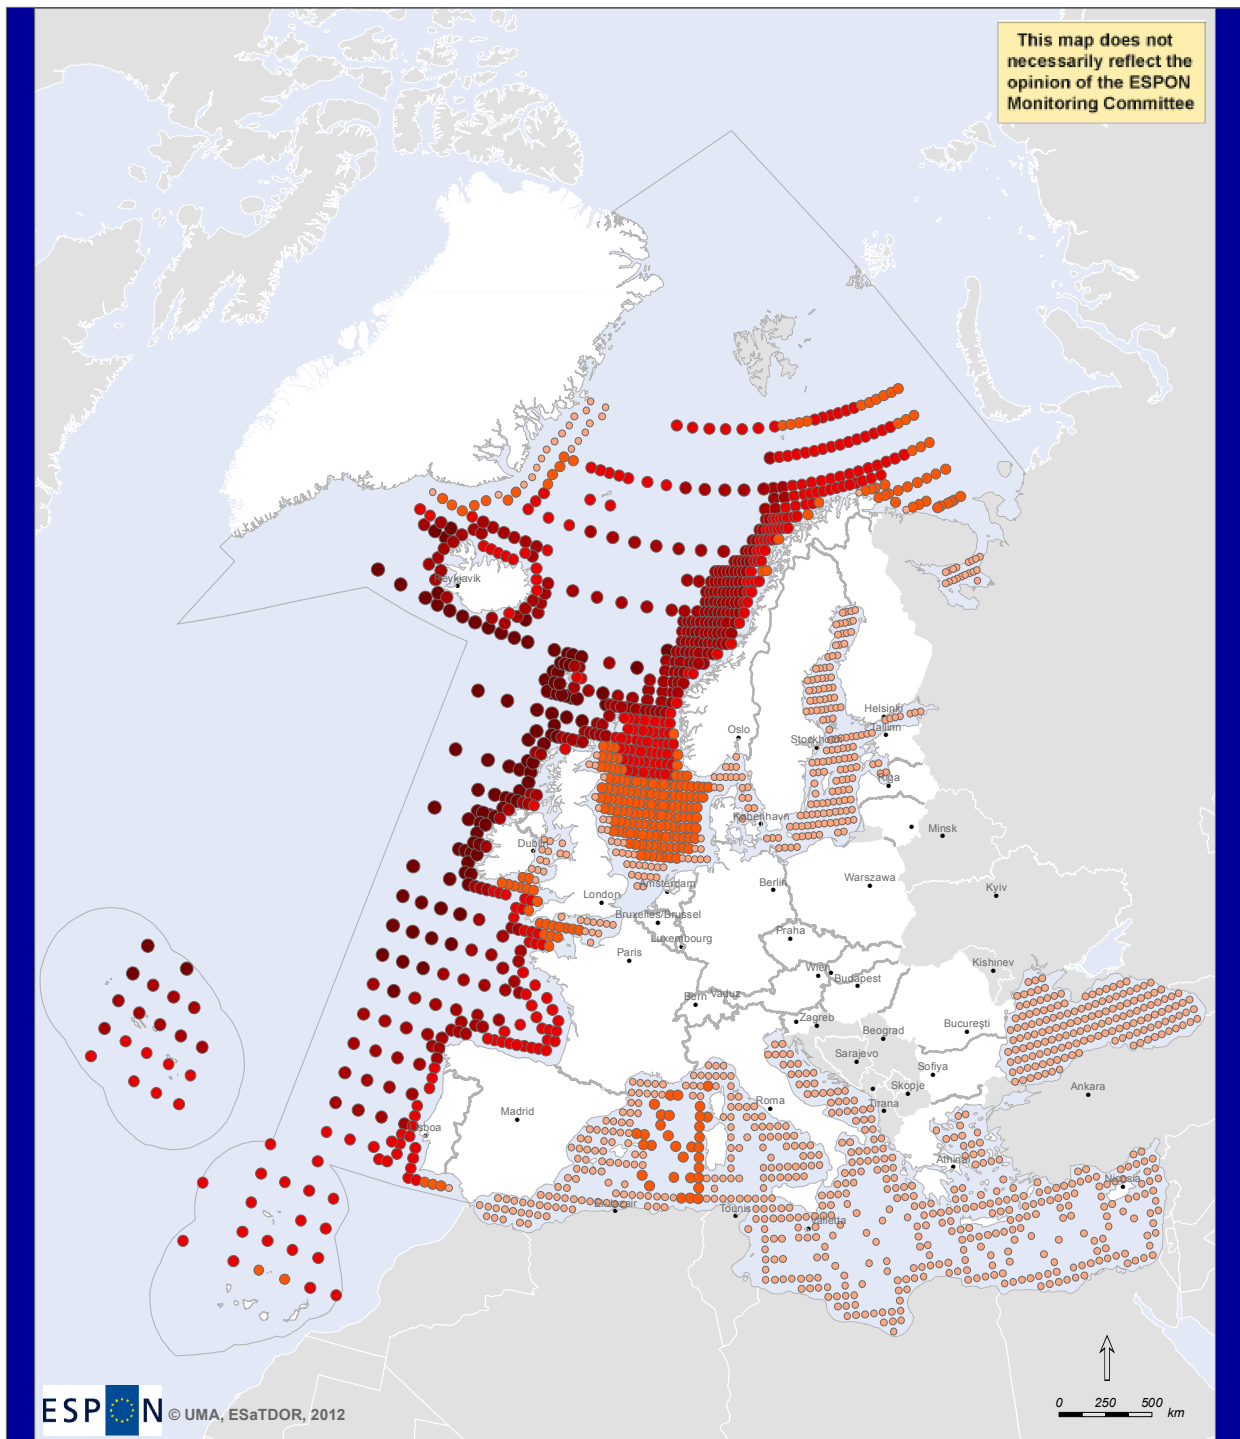 This map does not
necessarily reflect the
opinion of the ESPON
Monitoring Committee
Reykjavik
Helsinki
Tallinn
Oslo
Stockholm
Riga
København
Minsk
Dublin
Amsterdam
Berlin
Warszawa
London
Kyiv
Bruxelles/Brussel
Praha
Luxembourg
Paris
Kishinev
Wien
Budapest
Bern
Vaduz
Zagreb
Beograd
Bucureşti
Sarajevo
Sofiya
Skopje
Ankara
Roma
Tirana
Madrid
Lisboa
Athinai
Nicosia
El-Jazair
Tounis
Valletta
ESPON © UMA, ESaTDOR, 2012
0 250 500
km